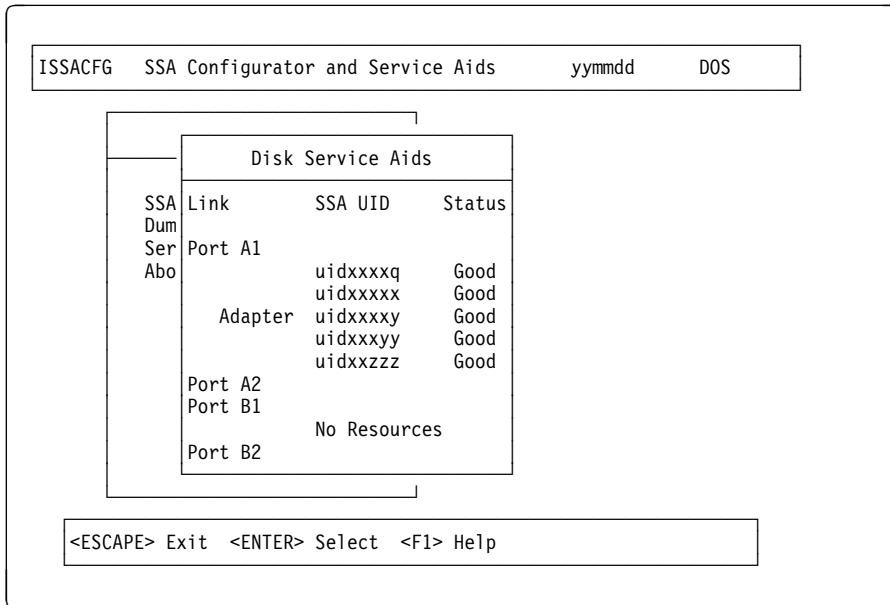 ISSACFG SSA Configurator and Service Aids yymmdd DOS
Disk Service Aids
SSA Link SSA UID Status
Dum
Ser Port A1
Abo uidxxxxq Good
uidxxxxx Good
Adapter uidxxxxy Good
uidxxxyy Good
uidxxzzz Good
Port A2
Port B1
No Resources
Port B2
<ESCAPE> Exit <ENTER> Select <F1> Help